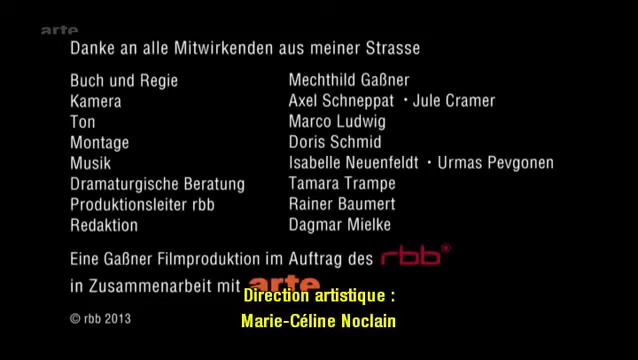 arte
Danke an alle Mitwirkenden aus meiner Strasse
Buch und Regie Mechthild Gaßner
Kamera Axel Schneppat · Jule Cramer
Ton Marco Ludwig
Montage Doris Schmid
Musik Isabelle Neuenfeldt · Urmas Pevgonen
Dramaturgische Beratung Tamara Trampe
Produktionsleiter rbb Rainer Baumert
Redaktion Dagmar Mielke
Eine Gaßner Filmproduktion im Auftrag des rbb
in Zusammenarbeit mit arte
Direction artistique :
Marie-Céline Noclain
© rbb 2013